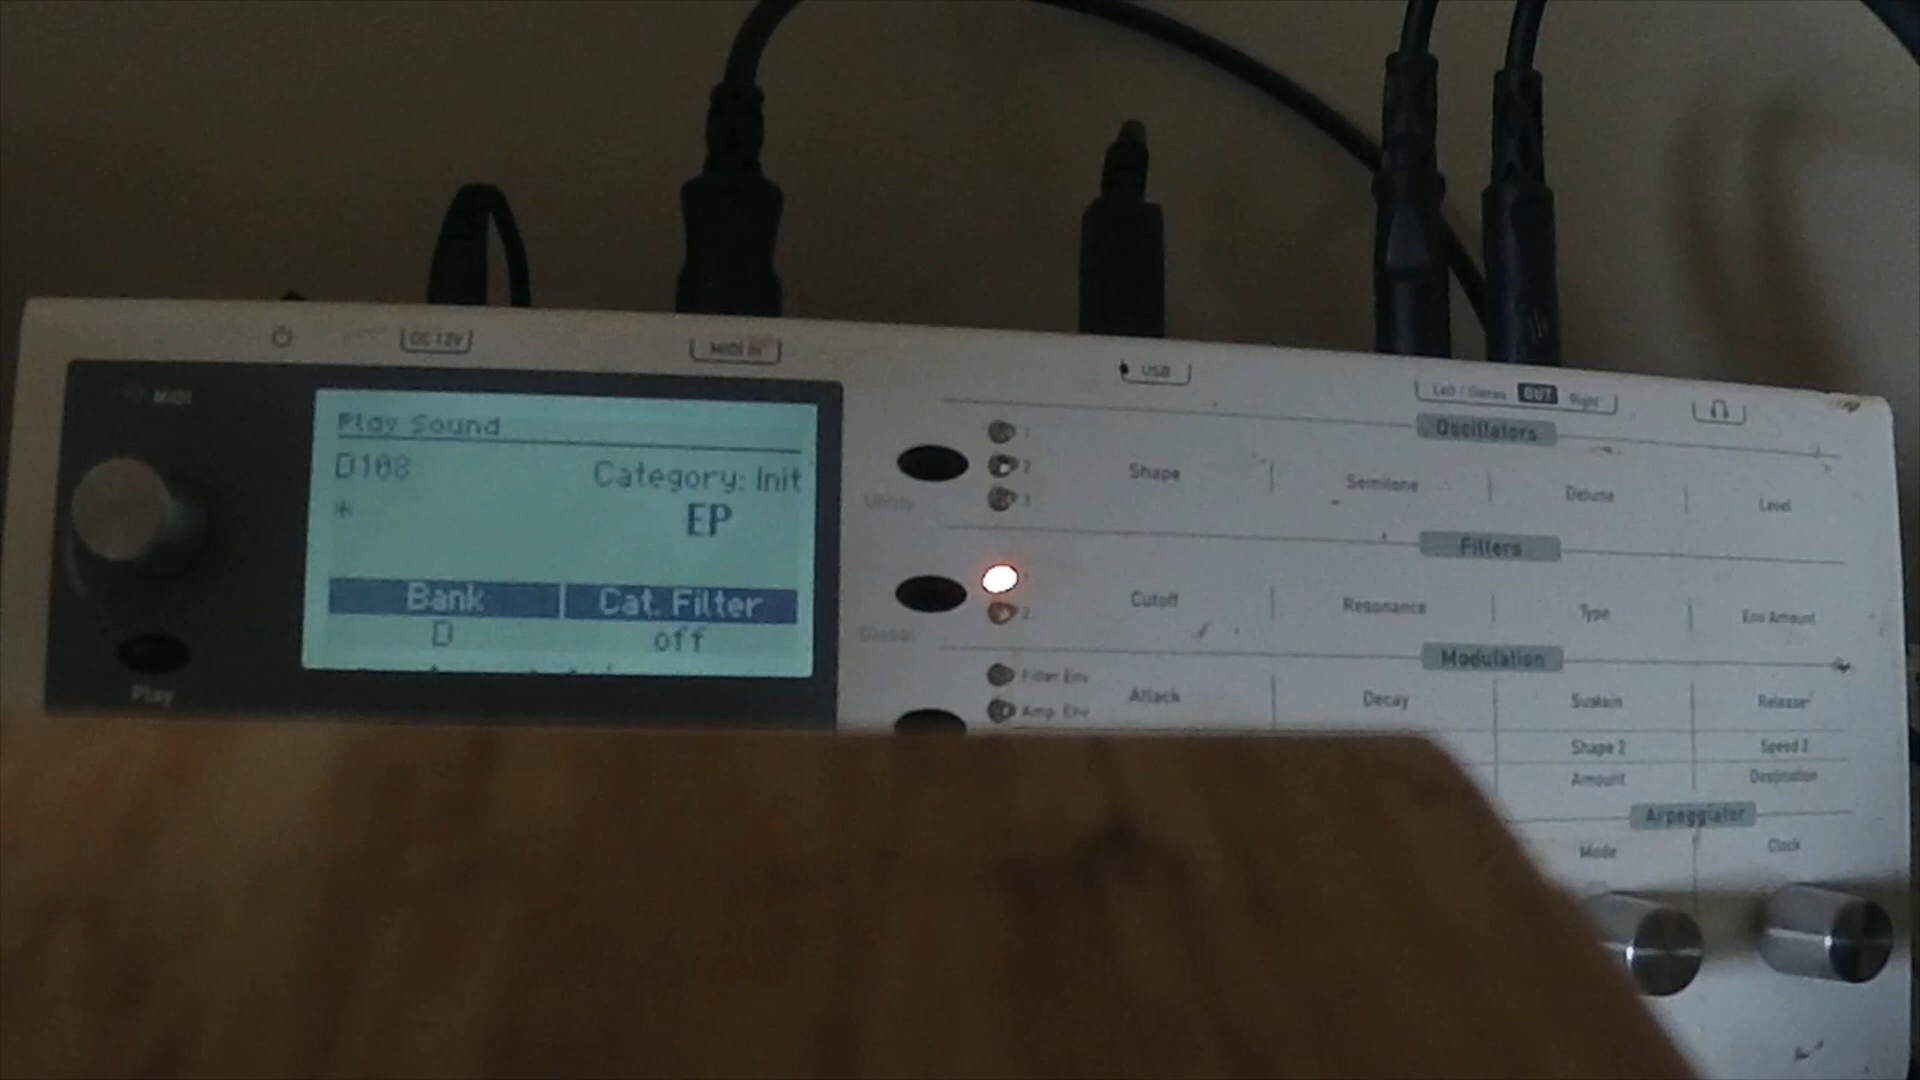 DC 12V
MIDI in
USB
Left / Stereo OUT Right
MIDI
Play Sound
D108
Category: Init
*
EP
Bank
Cat. Filter
D
off
Play
Utility
Global
Oscillators
1
2
3
Shape
Semitone
Detune
Level
Filters
2
Cutoff
Resonance
Type
Env Amount
Modulation
Filter Env
Amp. Env
Attack
Decay
Sustain
Release
Shape 2
Speed 2
Amount
Destination
Arpeggiator
Mode
Clock